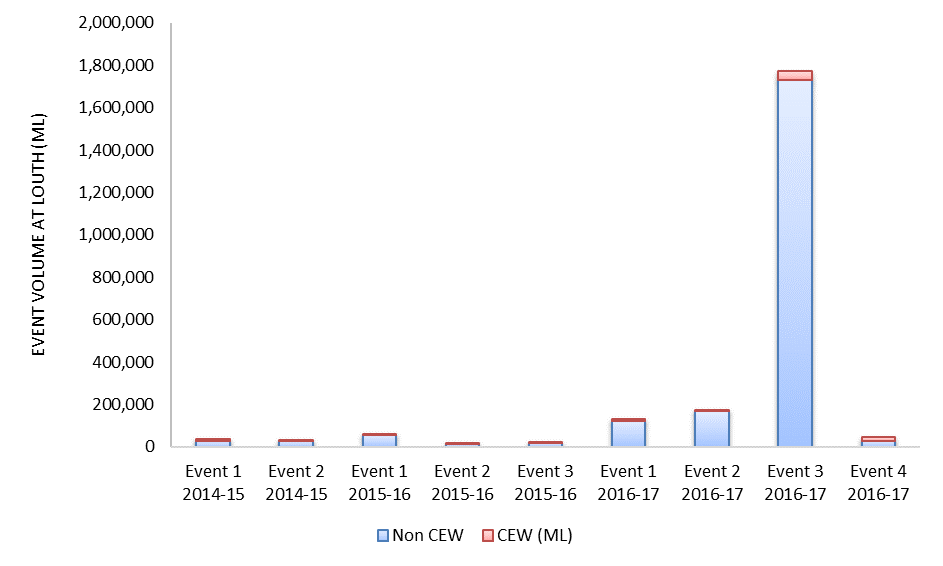 2,000,000
1,800,000
1,600,000
1,400,000
1,200,000
1,000,000
800,000
600,000
400,000
200,000
0
EVENT VOLUME AT LOUTH (ML)
Event 1 Event 2 Event 1 Event 2 Event 3 Event 1 Event 2 Event 3 Event 4
2014-15 2014-15 2015-16 2015-16 2015-16 2016-17 2016-17 2016-17 2016-17
Non CEW CEW (ML)